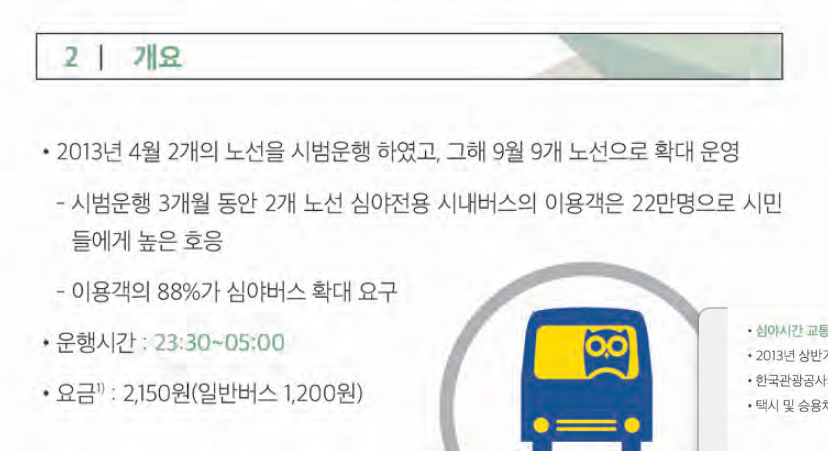 2 | 개요
• 2013년 4월 2개의 노선을 시범운행 하였고, 그해 9월 9개 노선으로 확대 운영
- 시범운행 3개월 동안 2개 노선 심야전용 시내버스의 이용객은 22만명으로 시민
들에게 높은 호응
- 이용객의 88%가 심야버스 확대 요구
• 운행시간 : 23:30~05:00
• 요금1) : 2,150원(일반버스 1,200원)
• 심야시간 교통
• 2013년 상반기
• 한국관광공사
• 택시 및 승용차